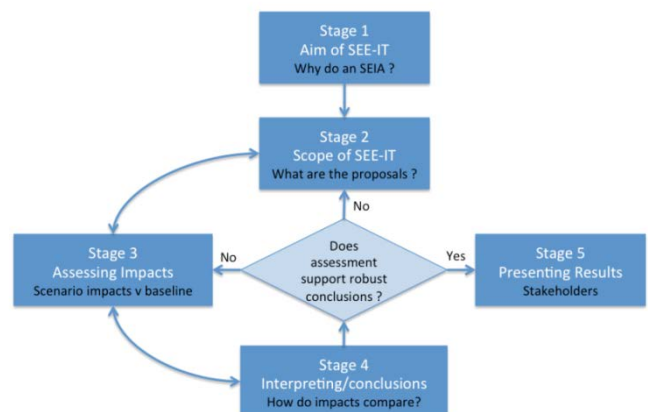 Stage 1
Aim of SEE-IT
Why do an SEIA ?
Stage 2
Scope of SEE-IT
What are the proposals ?
No
Stage 3
Assessing Impacts
Scenario impacts v baseline
No
Does
assessment
support robust
conclusions ?
Yes
Stage 5
Presenting Results
Stakeholders
Stage 4
Interpreting/conclusions
How do impacts compare?